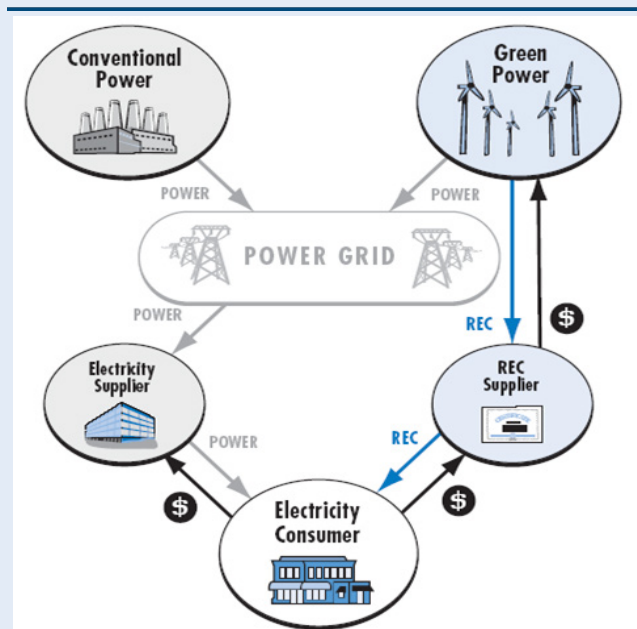 Conventional
Power
Green
Power
POWER
POWER
POWER GRID
POWER
REC
$
Electricity
Supplier
REC
Supplier
POWER
REC
$
$
Electricity
Consumer